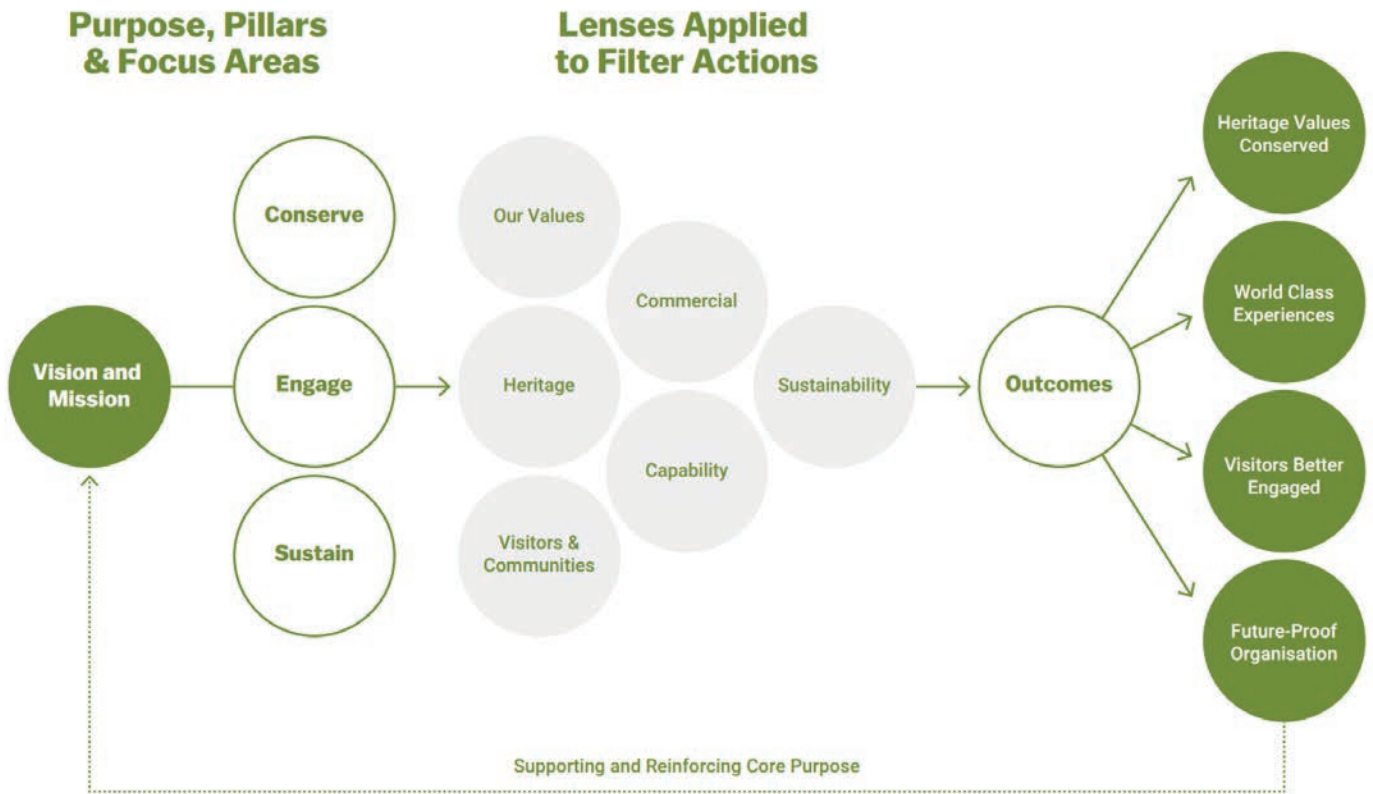 Purpose, Pillars
& Focus Areas
Lenses Applied
to Filter Actions
Vision and
Mission
Conserve
Engage
Sustain
Our Values
Heritage
Visitors &
Communities
Commercial
Capability
Sustainability
Outcomes
Heritage Values
Conserved
World Class
Experiences
Visitors Better
Engaged
Future-Proof
Organisation
Supporting and Reinforcing Core Purpose